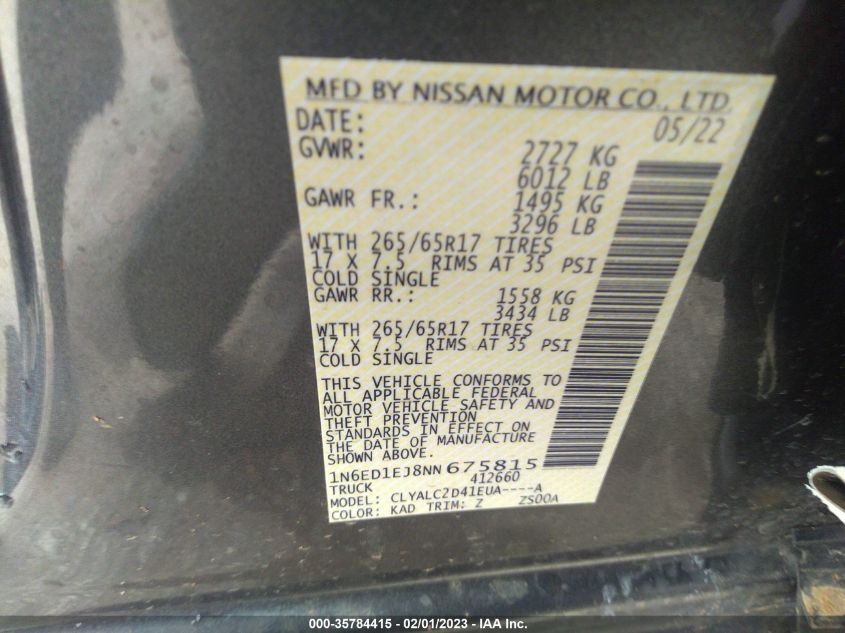 MFD BY NISSAN MOTOR CO., LTD.
DATE: 05/22
GVWR: 2727 KG
6012 LB
GAWR FR.: 1495 KG
3296 LB
WITH 265/65R17 TIRES
17 X 7.5 RIMS AT 35 PSI
COLD SINGLE
GAWR RR.: 1558 KG
3434 LB
WITH 265/65R17 TIRES
17 X 7.5 RIMS AT 35 PSI
COLD SINGLE
THIS VEHICLE CONFORMS TO
ALL APPLICABLE FEDERAL
MOTOR VEHICLE SAFETY AND
THEFT PREVENTION
STANDARDS IN EFFECT ON
THE DATE OF MANUFACTURE
SHOWN ABOVE.
1N6ED1EJ8NN675815
TRUCK 412660
MODEL: CLYALC2D41EUA----A
COLOR: KAD TRIM: Z ZS00A
000-35784415 - 02/01/2023 - IAA Inc.